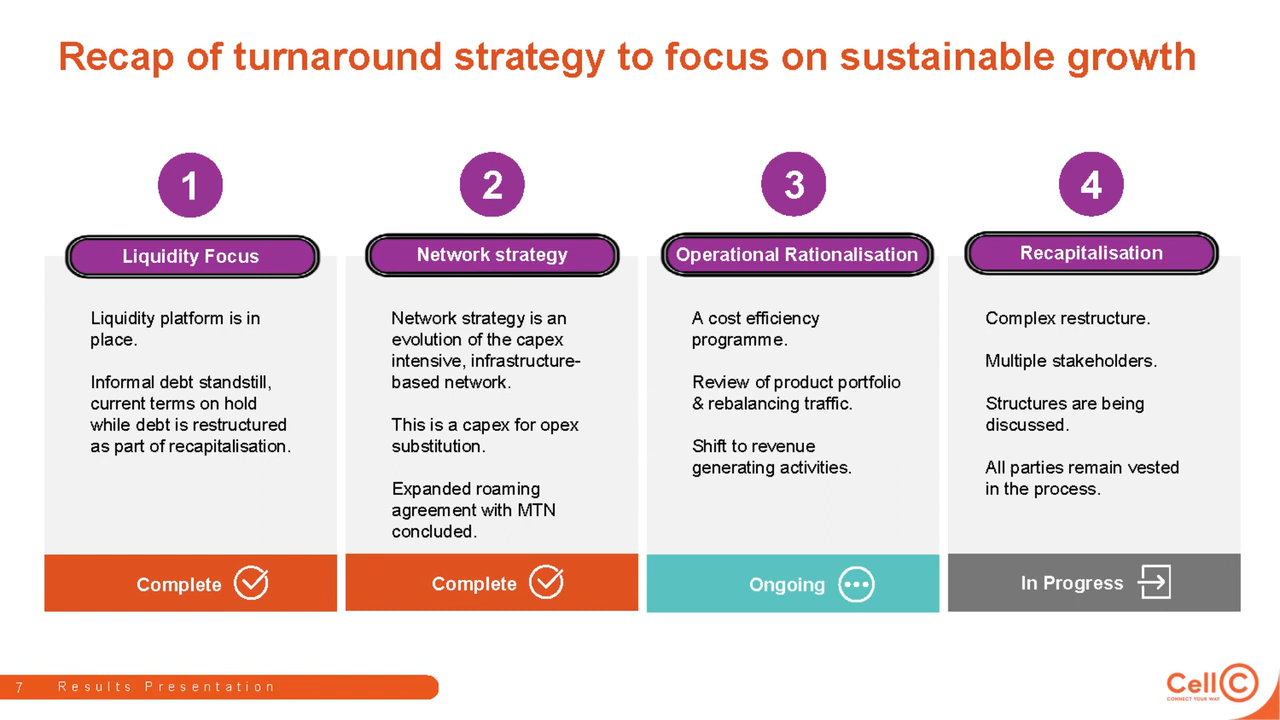 Recap of turnaround strategy to focus on sustainable growth
1
Liquidity Focus
Liquidity platform is in
place.
Informal debt standstill,
current terms on hold
while debt is restructured
as part of recapitalisation.
Complete
2
Network strategy
Network strategy is an
evolution of the capex
intensive, infrastructure-
based network.
This is a capex for opex
substitution.
Expanded roaming
agreement with MTN
concluded.
Complete
3
Operational Rationalisation
A cost efficiency
programme.
Review of product portfolio
& rebalancing traffic.
Shift to revenue
generating activities.
Ongoing
4
Recapitalisation
Complex restructure.
Multiple stakeholders.
Structures are being
discussed.
All parties remain vested
in the process.
In Progress
7 Results Presentation
Cell C
CONNECT YOUR WAY